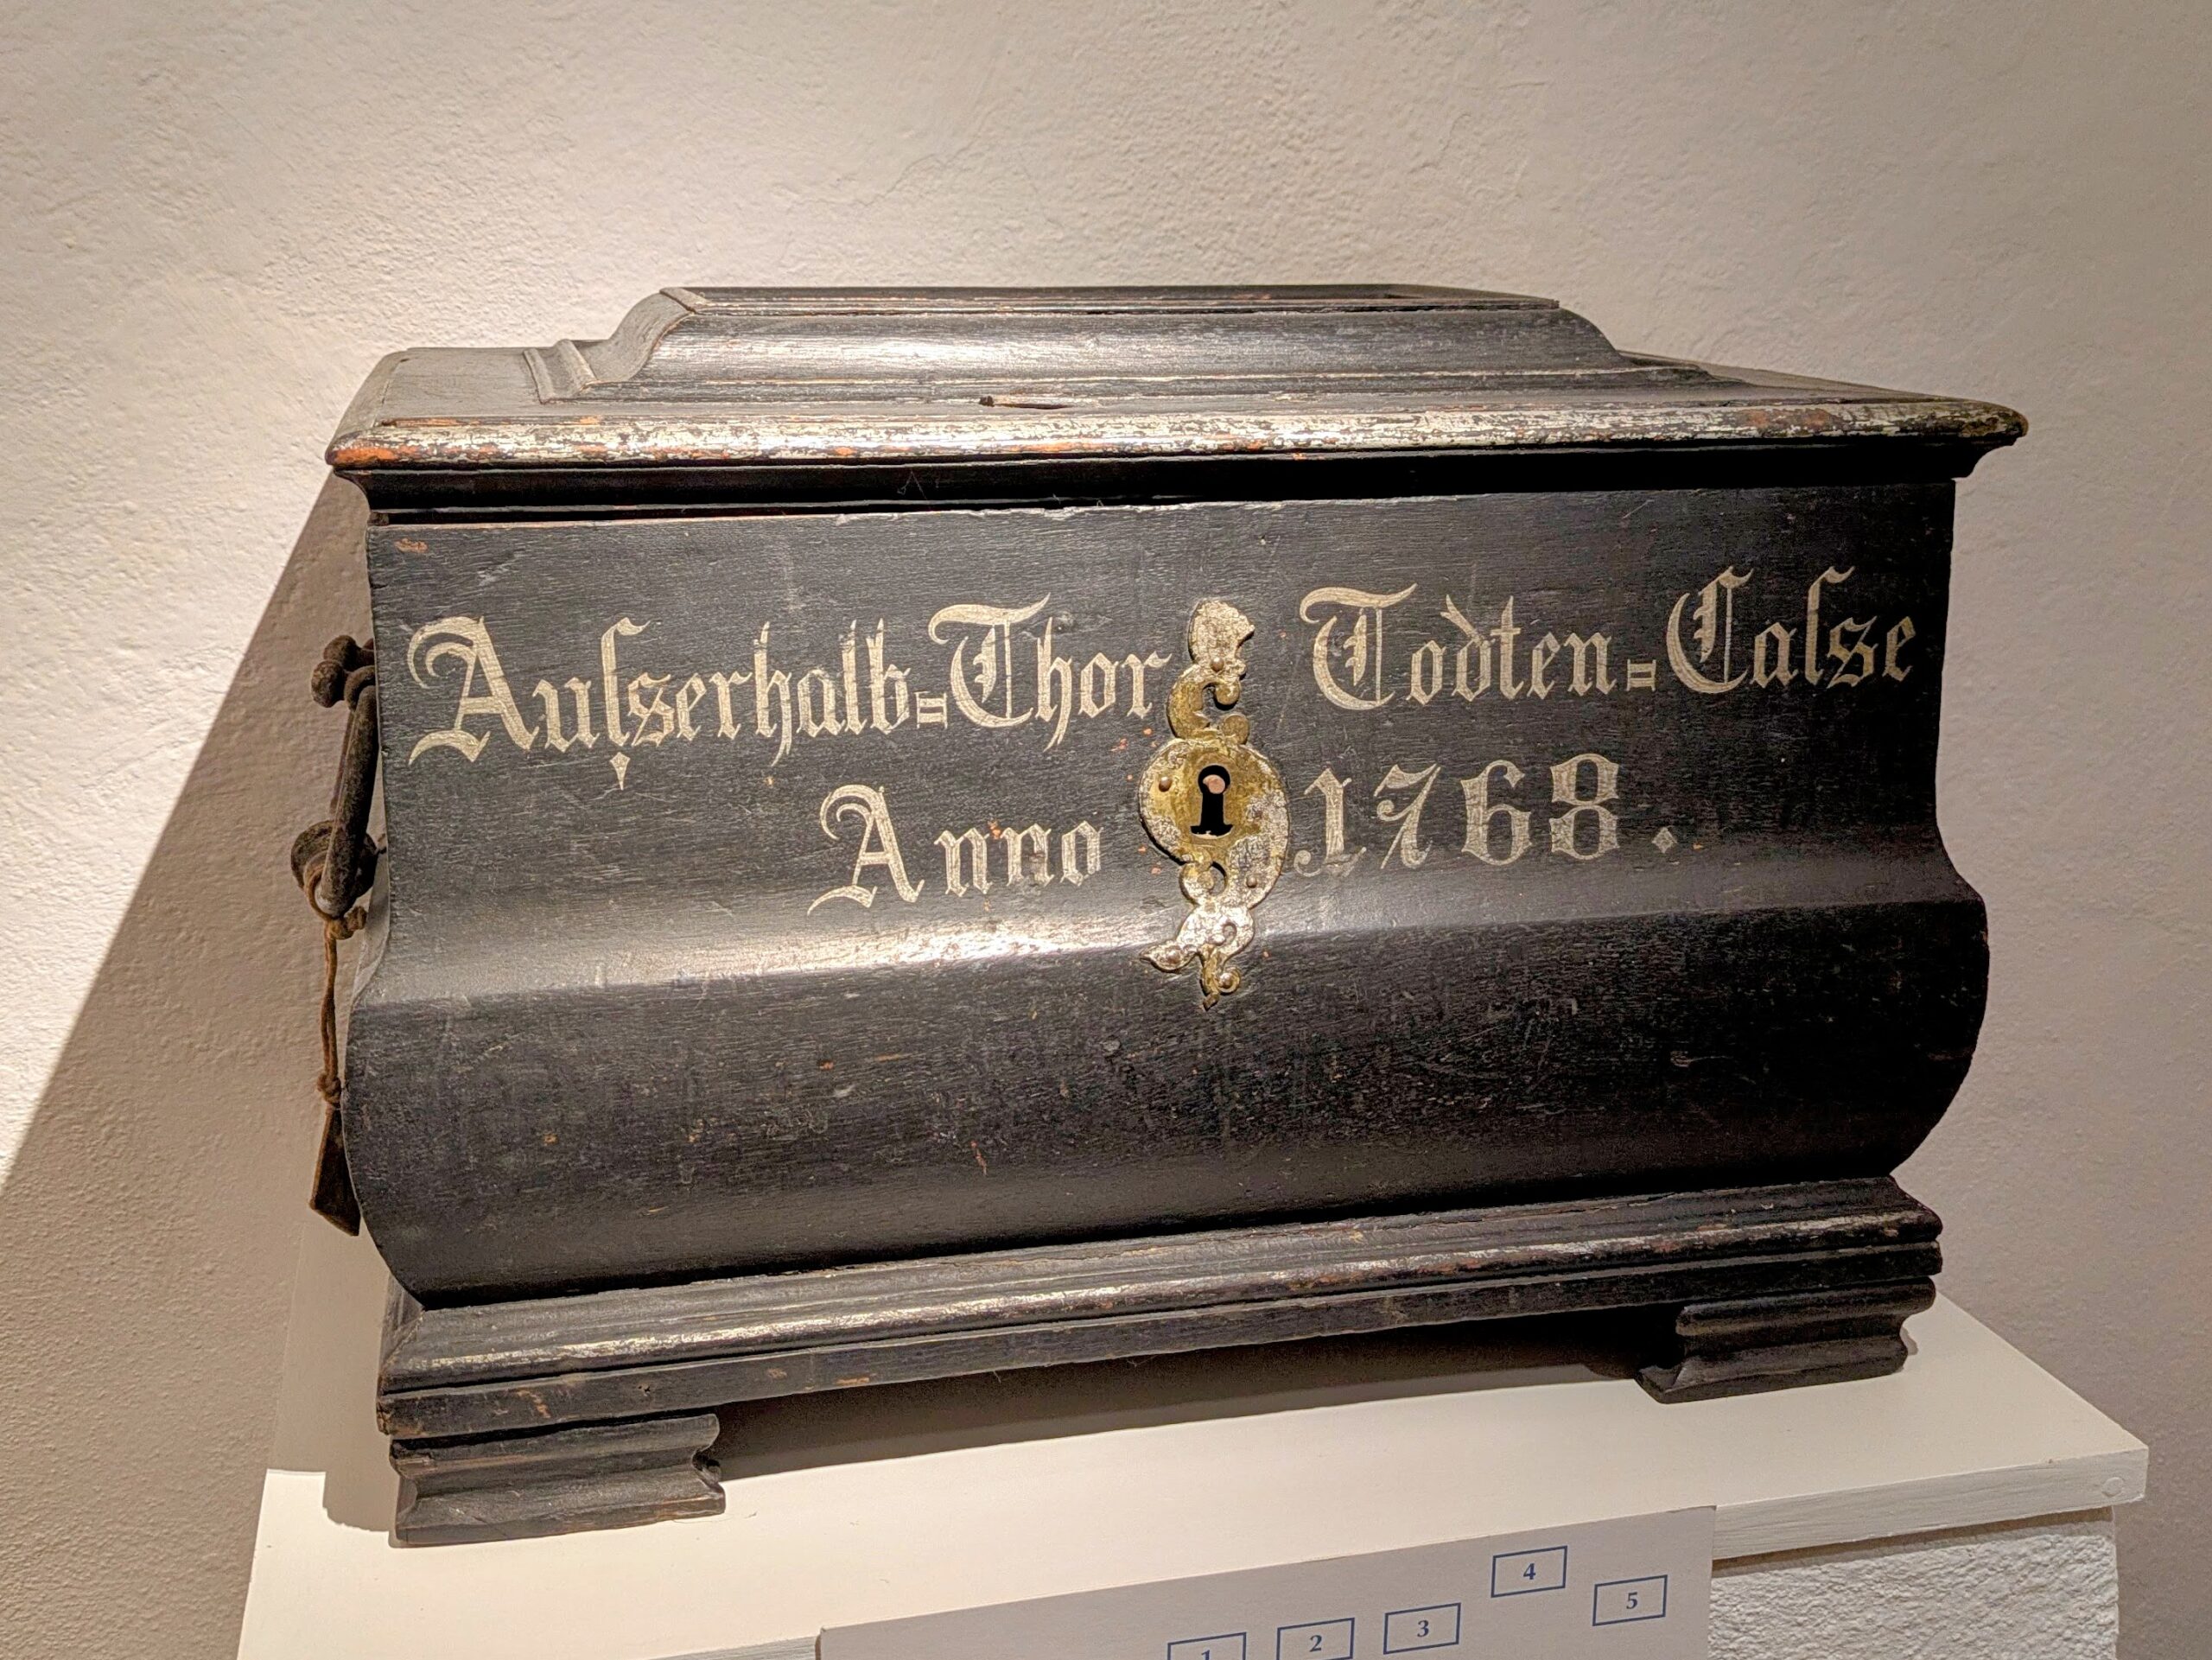 Auſserhalb=Thor Todten=Caſse
Anno 1768.
4
5
1 2 3